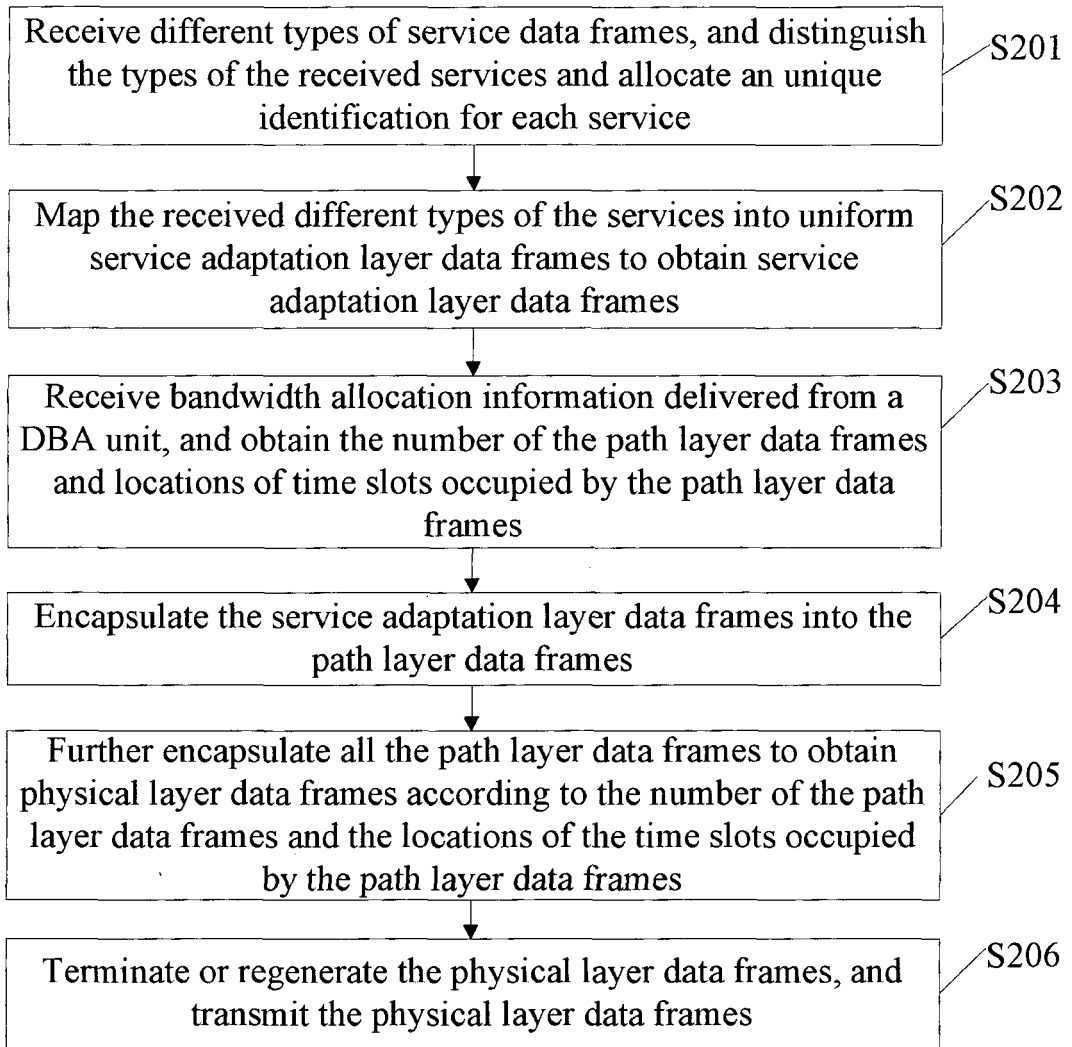 Receive different types of service data frames, and distinguish
the types of the received services and allocate an unique
identification for each service
S201
Map the received different types of the services into uniform
service adaptation layer data frames to obtain service
adaptation layer data frames
S202
Receive bandwidth allocation information delivered from a
DBA unit, and obtain the number of the path layer data frames
and locations of time slots occupied by the path layer data
frames
S203
Encapsulate the service adaptation layer data frames into the
path layer data frames
S204
Further encapsulate all the path layer data frames to obtain
physical layer data frames according to the number of the path
layer data frames and the locations of the time slots occupied
by the path layer data frames
S205
Terminate or regenerate the physical layer data frames, and
transmit the physical layer data frames
S206